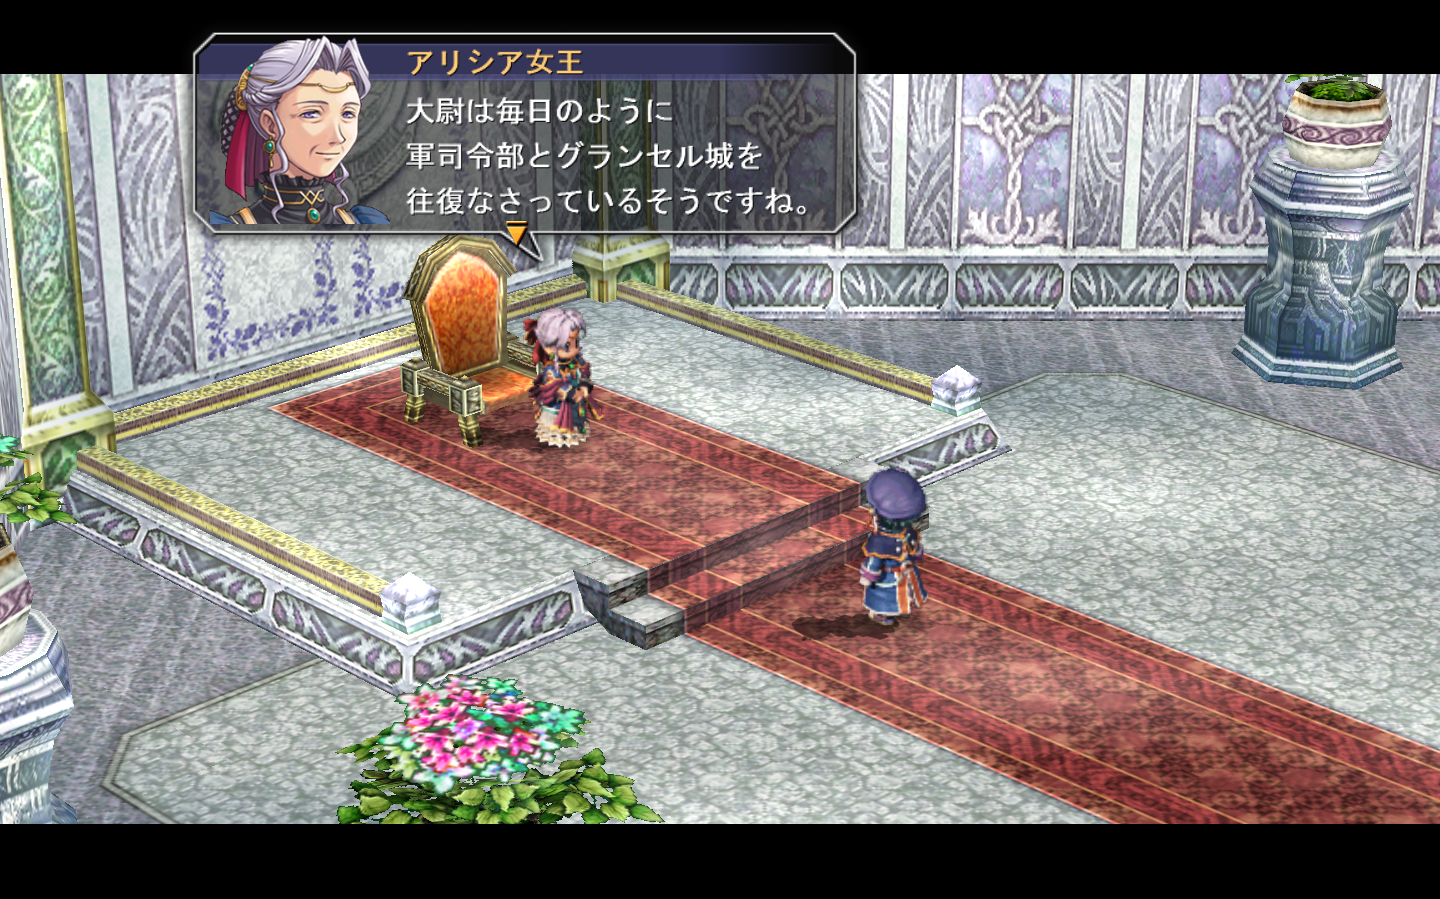 アリシア女王
大尉は毎日のように
軍司令部とグランセル城を
往復なさっているそうですね。